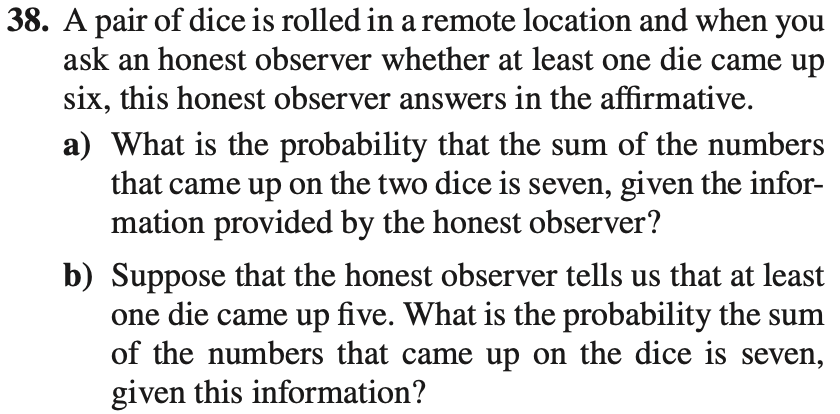 38. A pair of dice is rolled in a remote location and when you
ask an honest observer whether at least one die came up
six, this honest observer answers in the affirmative.
a) What is the probability that the sum of the numbers
that came up on the two dice is seven, given the infor-
mation provided by the honest observer?
b) Suppose that the honest observer tells us that at least
one die came up five. What is the probability the sum
of the numbers that came up on the dice is seven,
given this information?